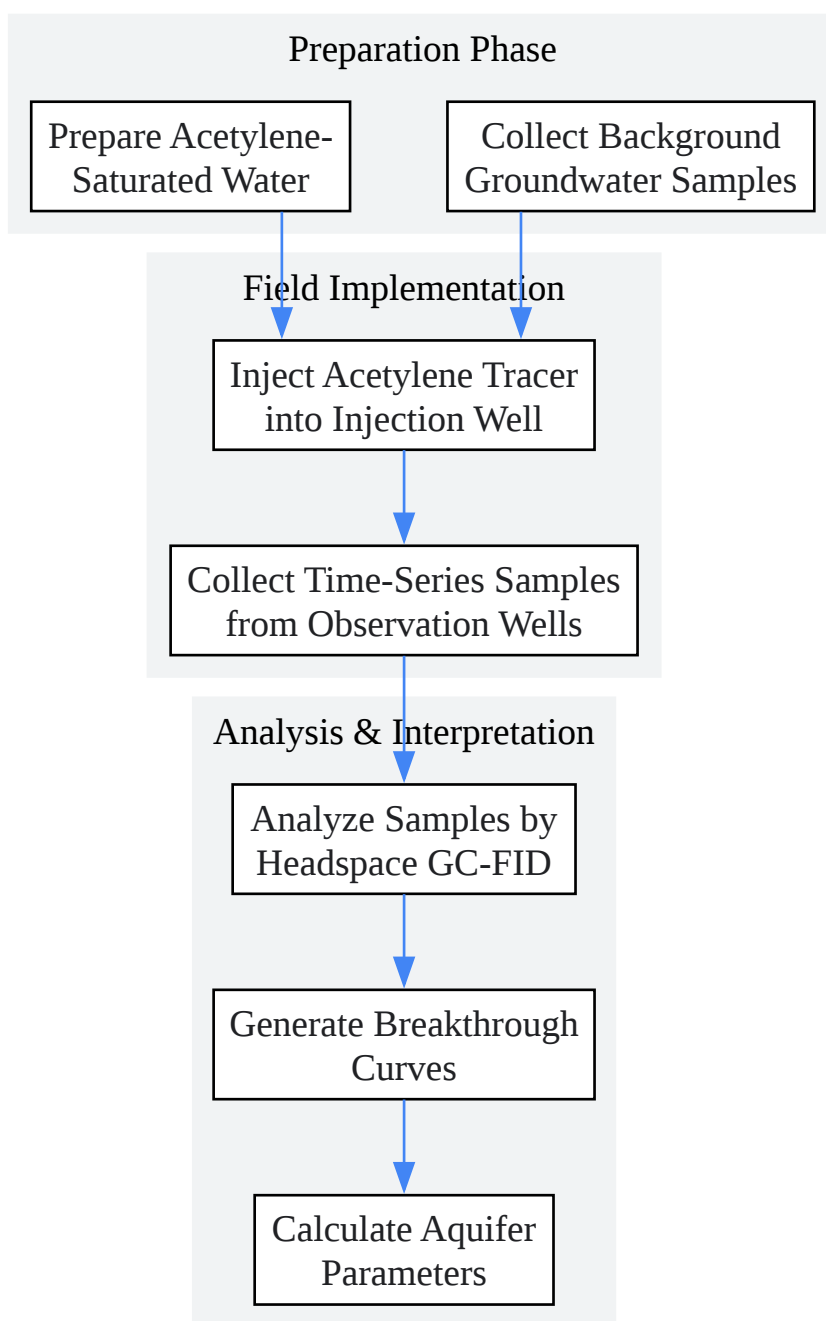 Preparation Phase
Prepare Acetylene-
Saturated Water
Collect Background
Groundwater Samples
Field Implementation
Inject Acetylene Tracer
into Injection Well
Collect Time-Series Samples
from Observation Wells
Analysis & Interpretation
Analyze Samples by
Headspace GC-FID
Generate Breakthrough
Curves
Calculate Aquifer
Parameters